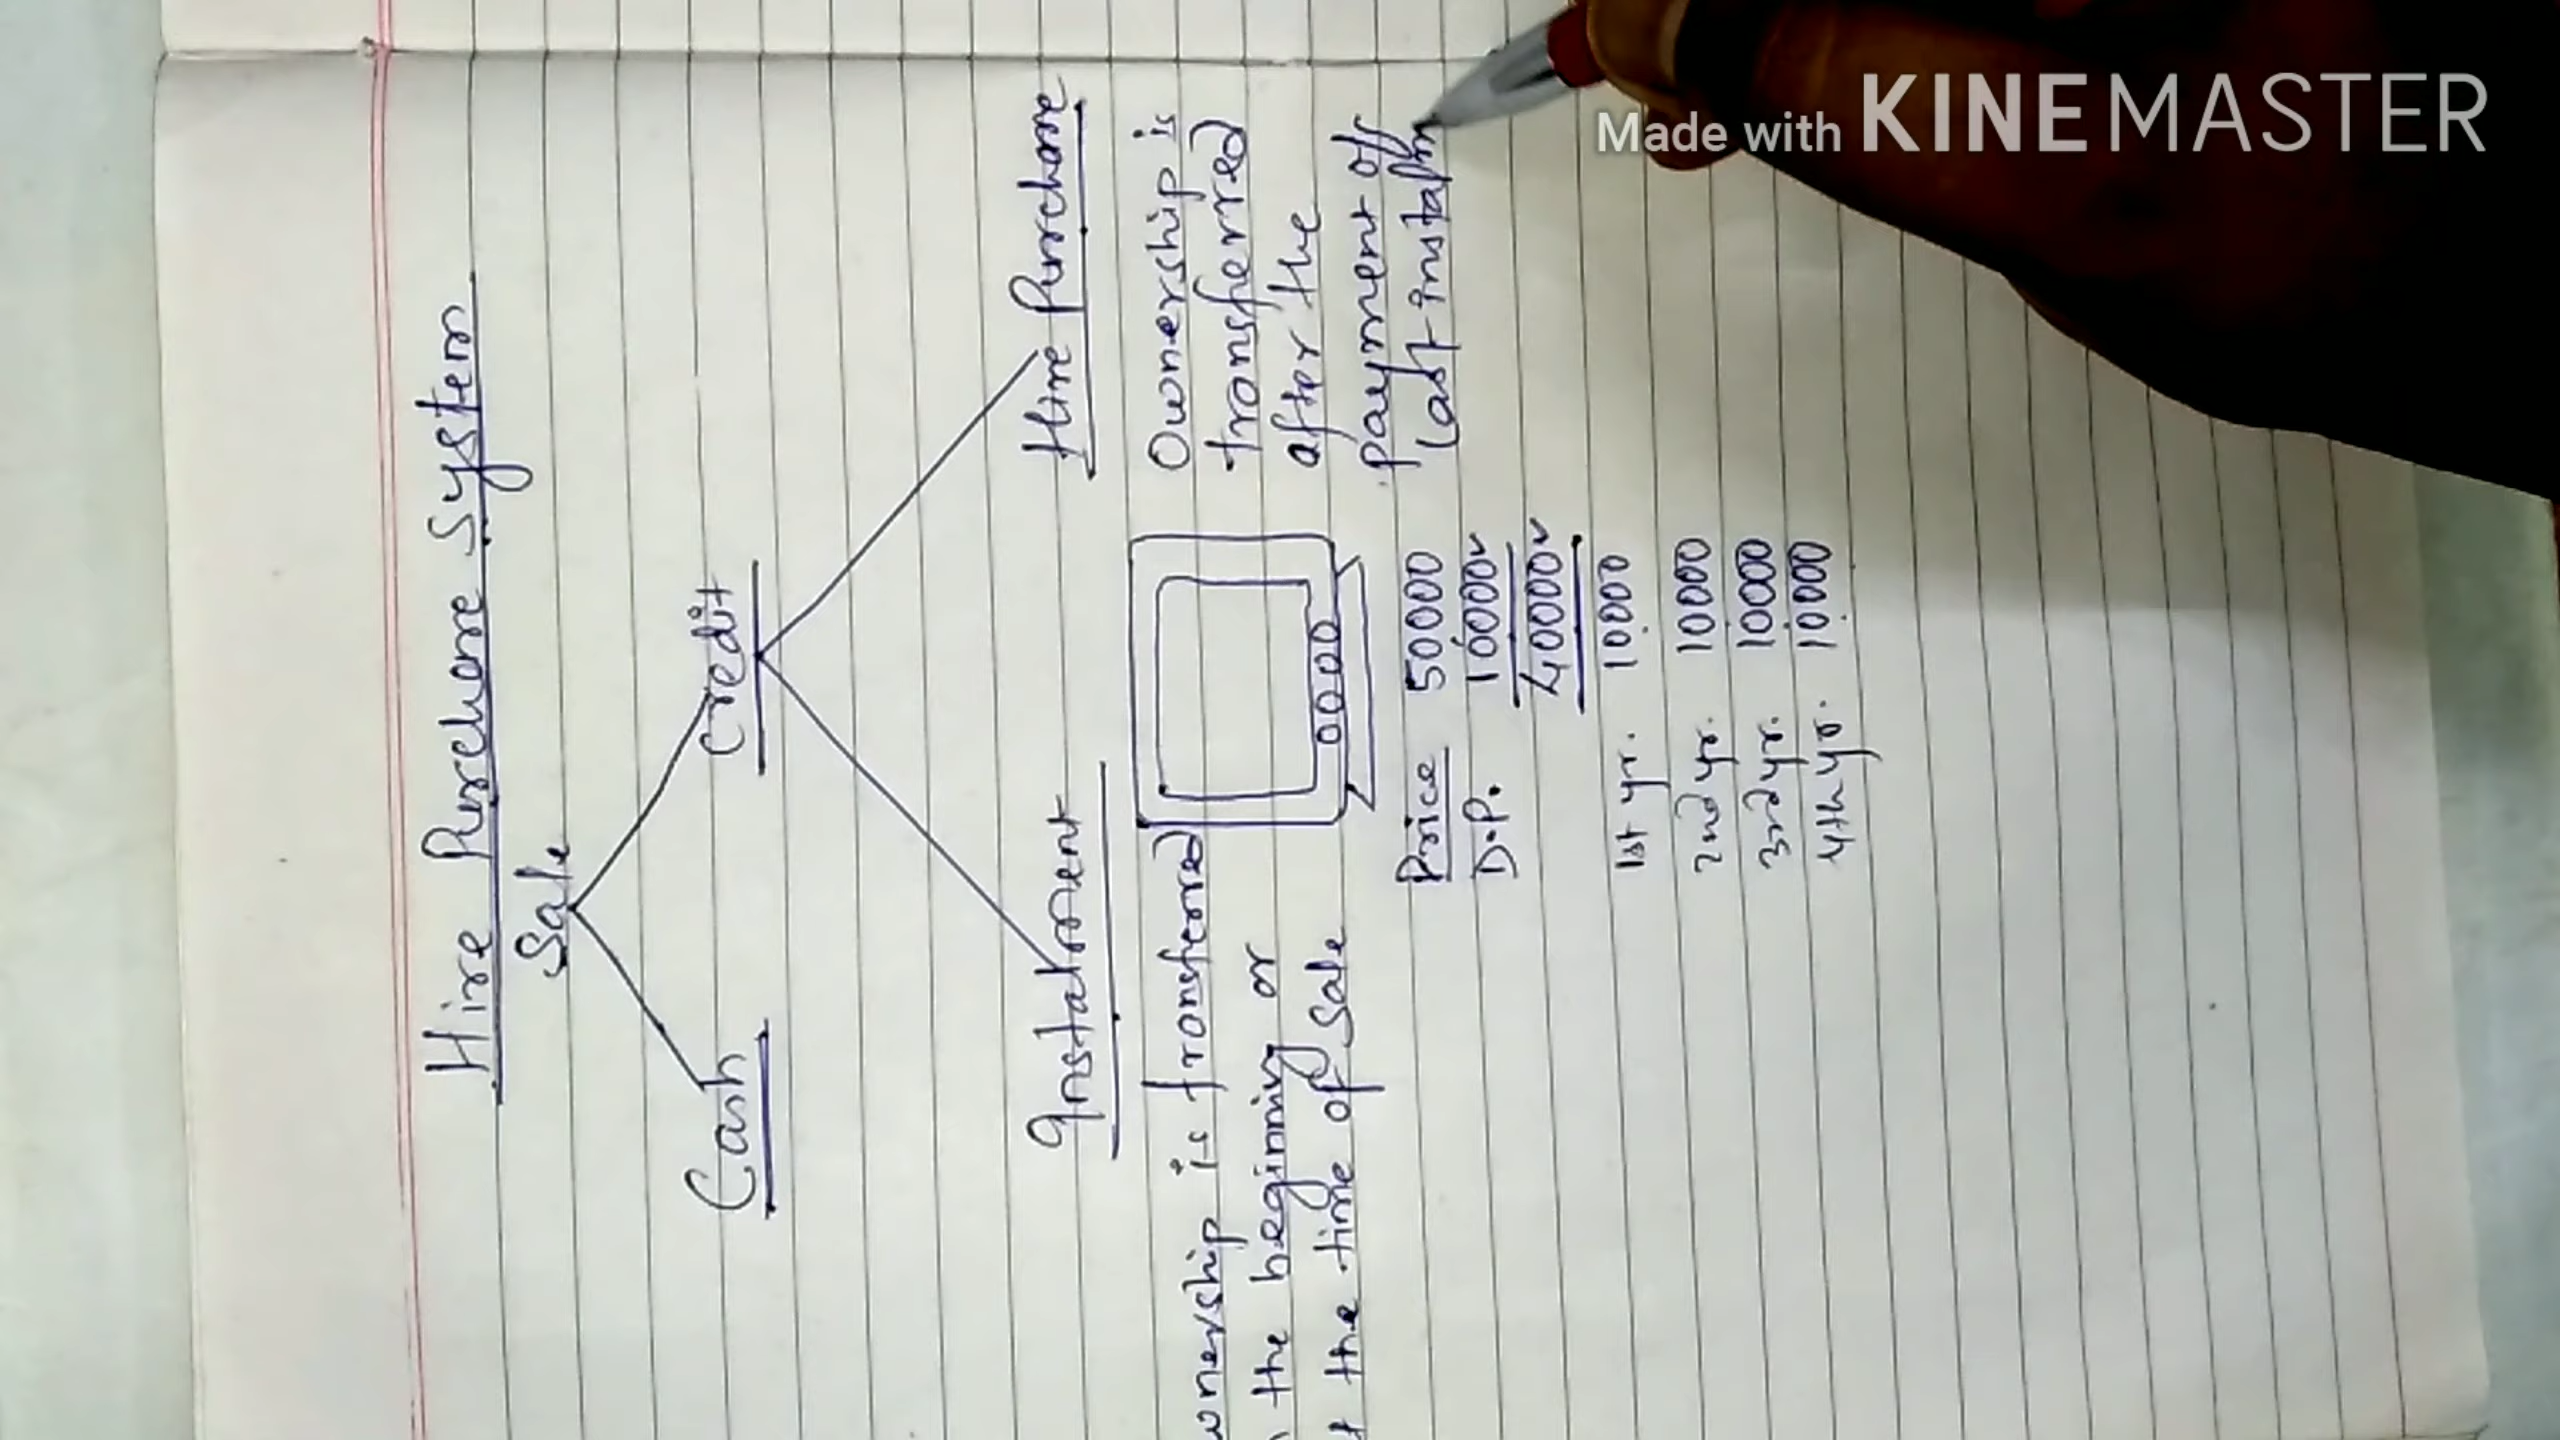 Hire Purchase System
Sale
Cash Credit
Instalment Hire Purchase
wnership is transferred
the beginning or
the time of Sale
Ownership is
transferred
after the
payment of
last instalm
Price 50000
D.P. 10000
40000
1st yr. 10000
2nd yr. 10000
3rd yr. 10000
4th yr. 10000
Made with KINEMASTER